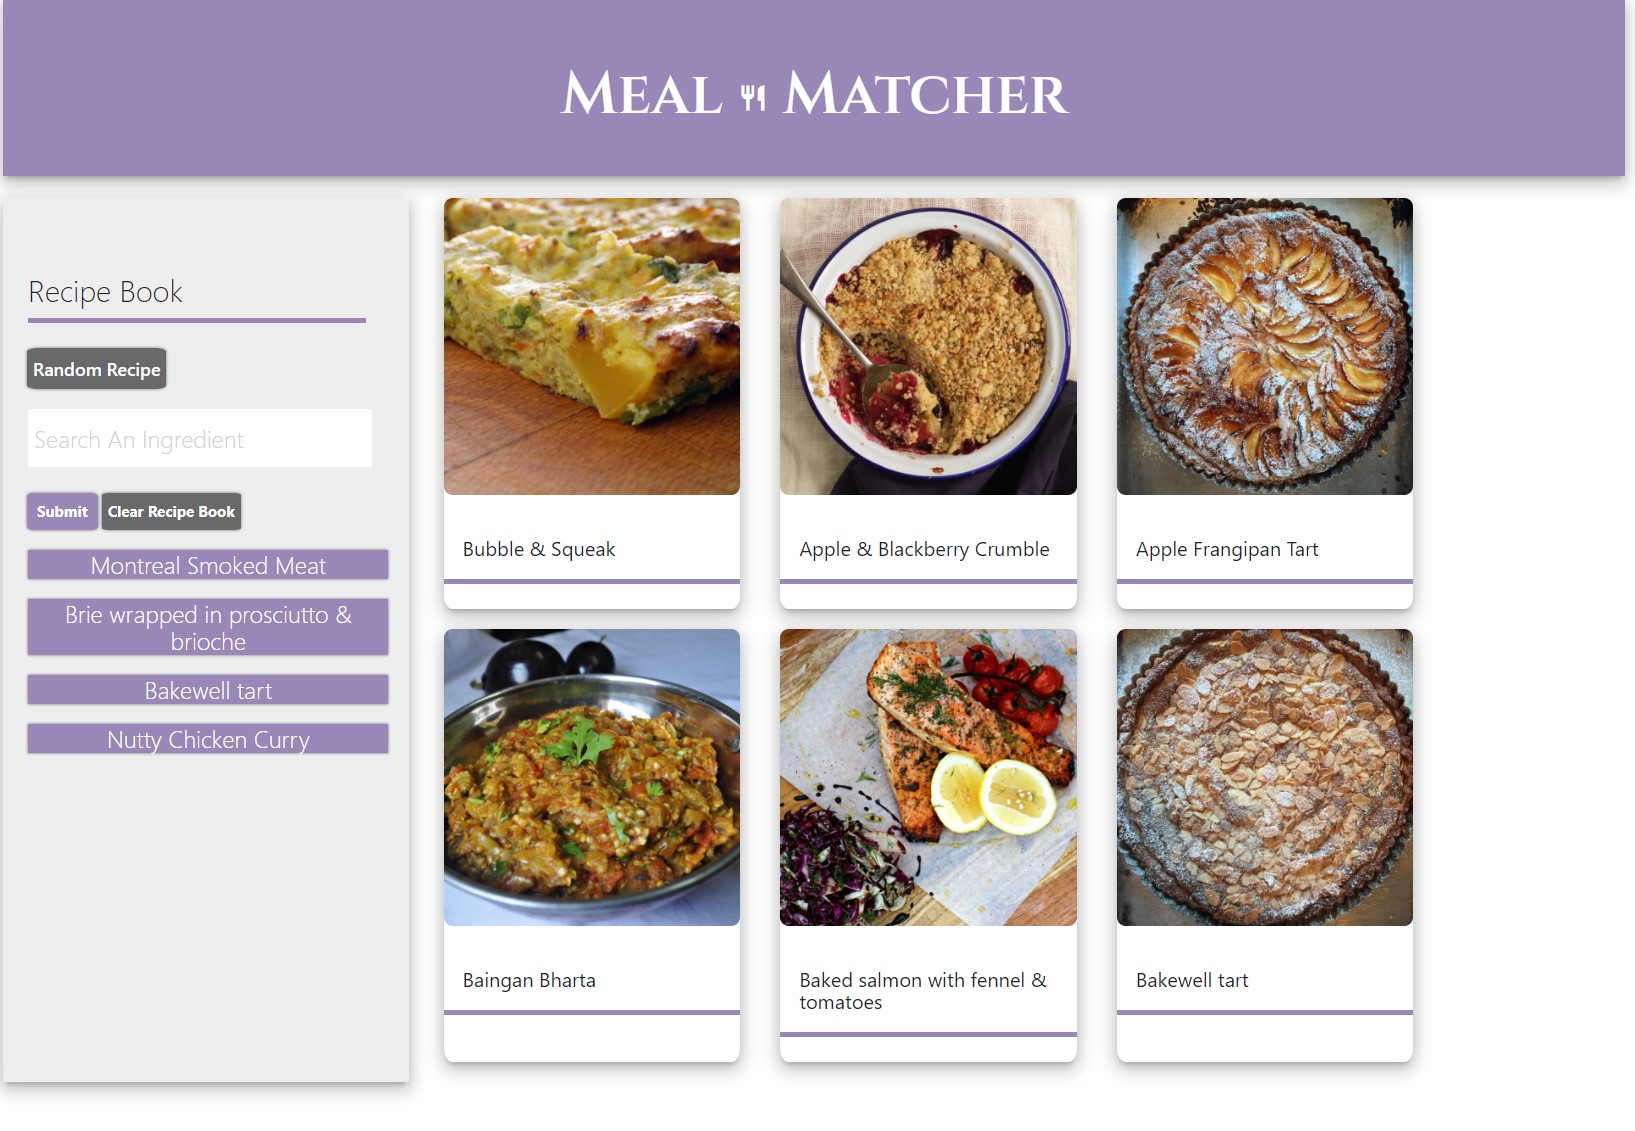 Meal Matcher
Recipe Book
Random Recipe
Search An Ingredient
Submit
Clear Recipe Book
Montreal Smoked Meat
Brie wrapped in prosciutto &
brioche
Bakewell tart
Nutty Chicken Curry
Bubble & Squeak
Apple & Blackberry Crumble
Apple Frangipan Tart
Baingan Bharta
Baked salmon with fennel &
tomatoes
Bakewell tart